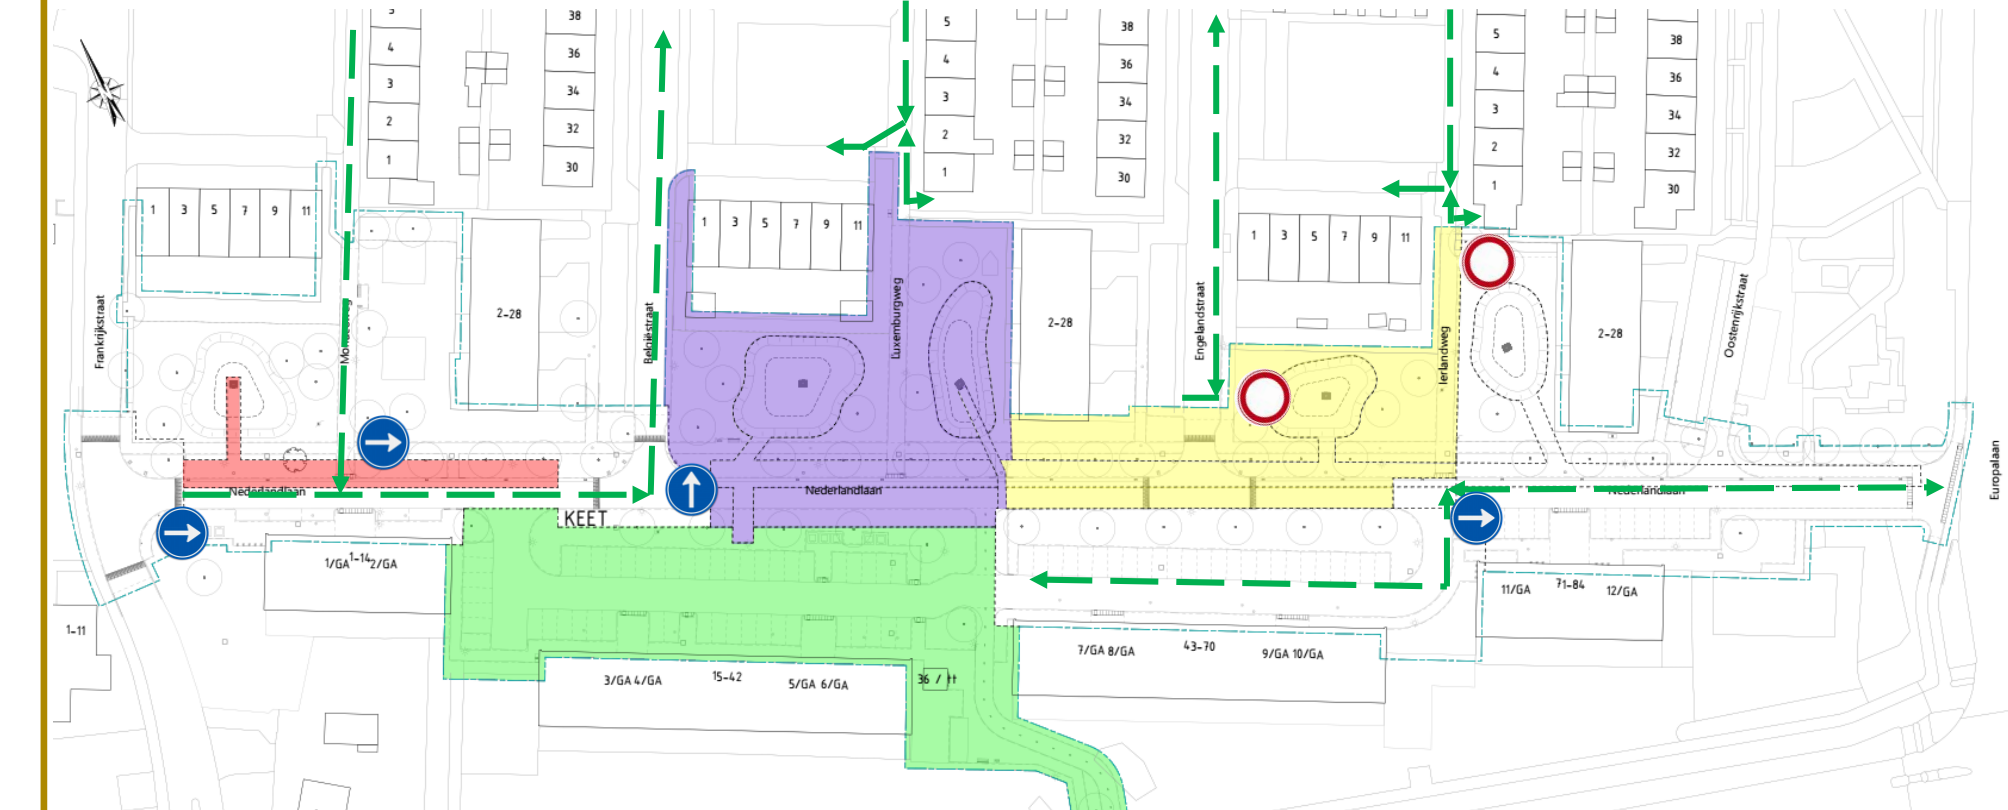 5
4
3
2
1
38
36
34
32
30
5
4
3
2
1
38
36
34
32
30
5
4
3
2
1
38
36
34
32
30
1 3 5 7 9 11
1 3 5 7 9 11
1 3 5 7 9 11
2-28
2-28
2-28
Frankrijkstraat
Belgiëstraat
Luxemburgweg
Engelandstraat
Ierlandweg
Oostenrijkstraat
Europalaan
Nederlandlaan
Nederlandlaan
Nederlandlaan
KEET
1/GA 1-14 2/GA
3/GA 4/GA 15-42 5/GA 6/GA
36 / tt
7/GA 8/GA 43-70 9/GA 10/GA
11/GA 71-84 12/GA
1-11